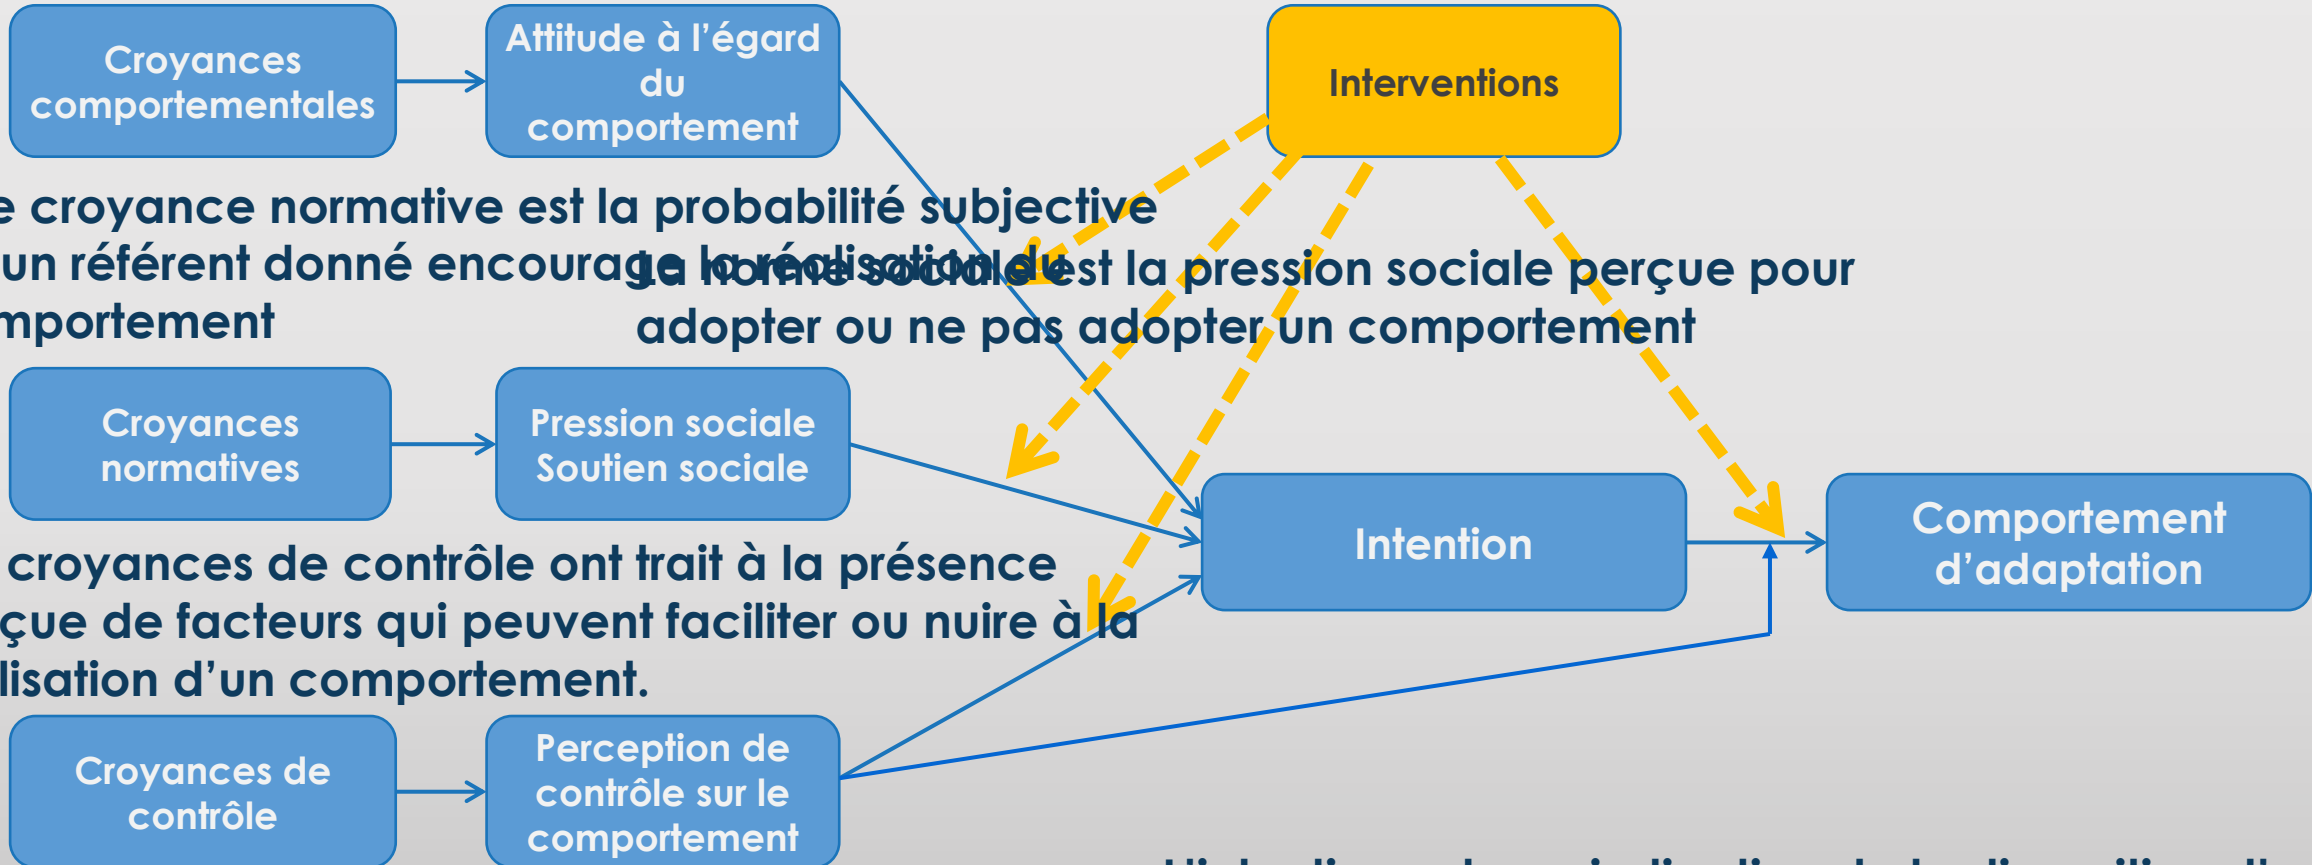 Croyances
comportementales
Attitude à l'égard
du
comportement
Interventions
e croyance normative est la probabilité subjective
un référent donné encourage la réalisation du
mportement
La norme sociale est la pression sociale perçue pour
adopter ou ne pas adopter un comportement
Croyances
normatives
Pression sociale
Soutien sociale
Intention
Comportement
d'adaptation
croyances de contrôle ont trait à la présence
çue de facteurs qui peuvent faciliter ou nuire à la
lisation d'un comportement.
Croyances de
contrôle
Perception de
contrôle sur le
comportement